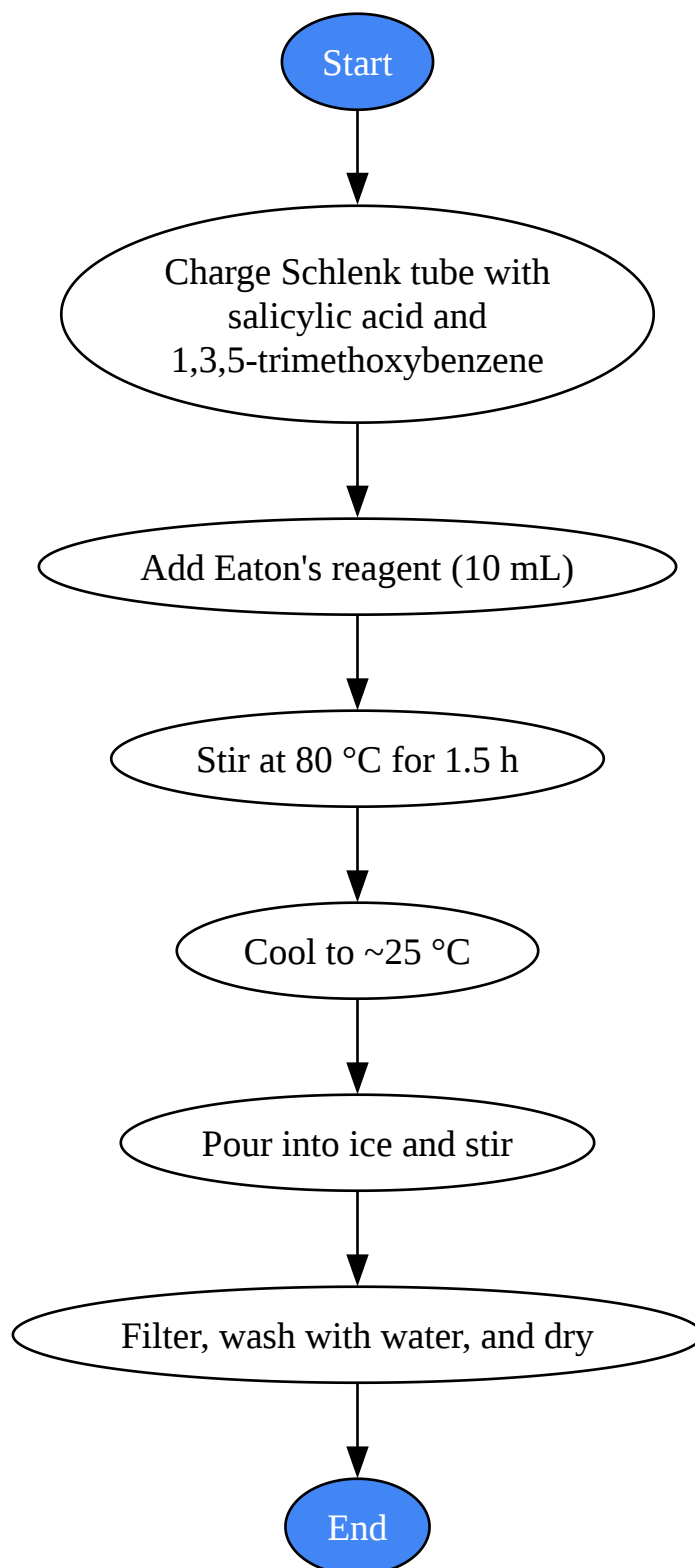 Start
Charge Schlenk tube with
salicylic acid and
1,3,5-trimethoxybenzene
Add Eaton's reagent (10 mL)
Stir at 80 °C for 1.5 h
Cool to ~25 °C
Pour into ice and stir
Filter, wash with water, and dry
End